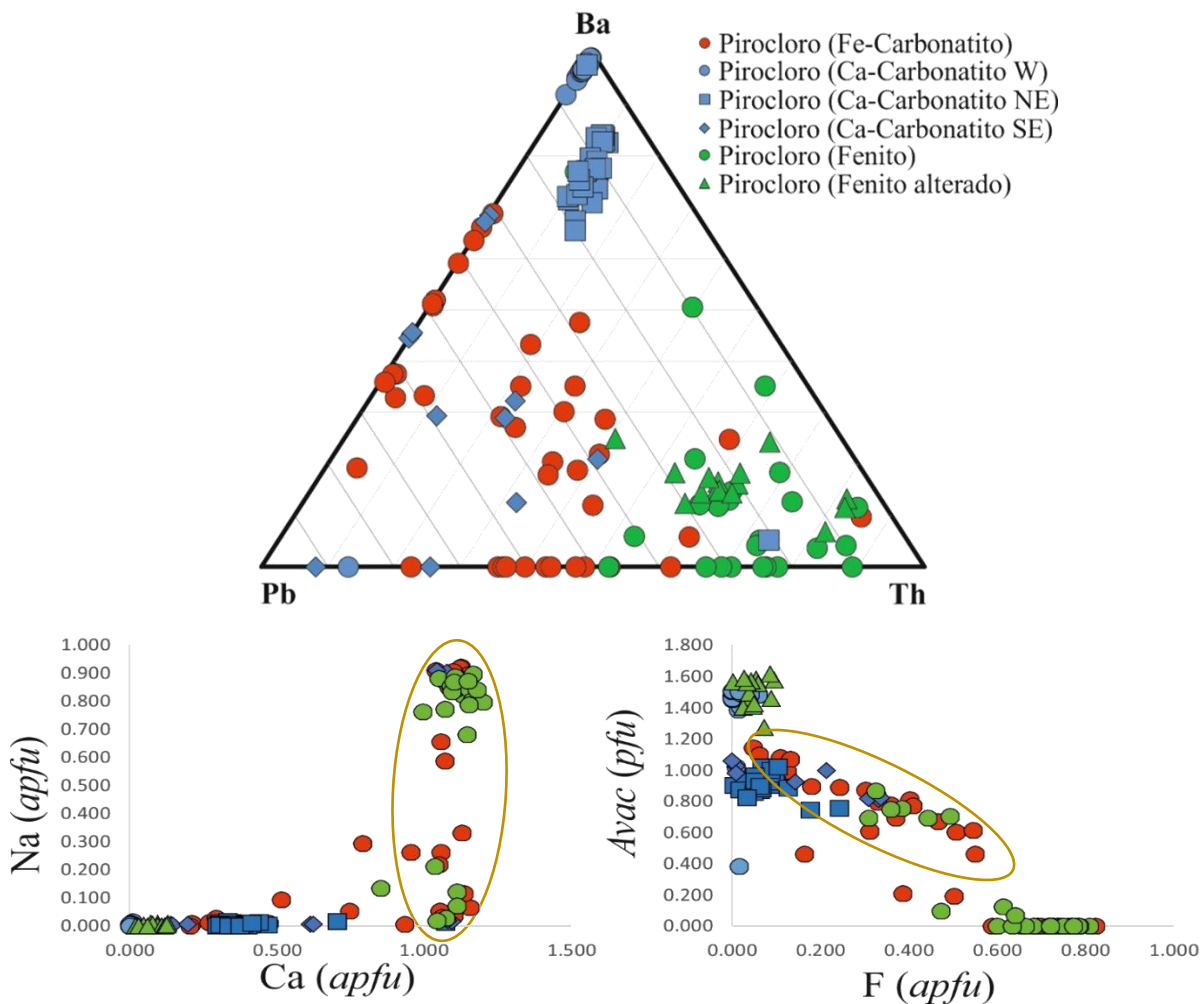 Ba
Pirocloro (Fe-Carbonatito)
Pirocloro (Ca-Carbonatito W)
Pirocloro (Ca-Carbonatito NE)
Pirocloro (Ca-Carbonatito SE)
Pirocloro (Fenito)
Pirocloro (Fenito alterado)
Pb
Th
Na (apfu)
1.000
0.900
0.800
0.700
0.600
0.500
0.400
0.300
0.200
0.100
0.000
0.000
0.500
1.000
1.500
Ca (apfu)
Avac (pfu)
1.800
1.600
1.400
1.200
1.000
0.800
0.600
0.400
0.200
0.000
0.000
0.200
0.400
0.600
0.800
1.000
F (apfu)